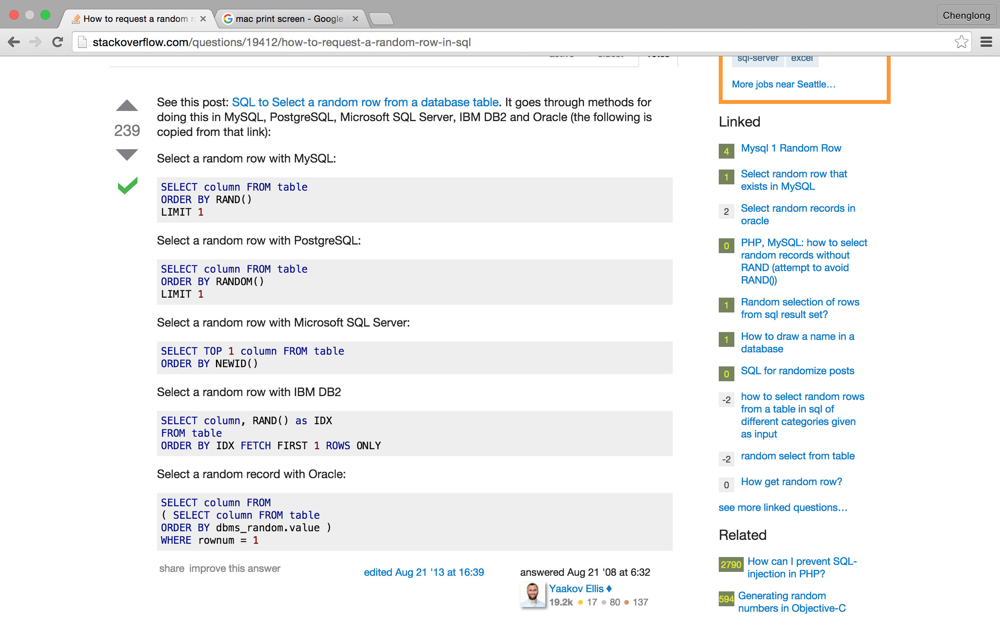 How to request a random r
mac print screen - Google
Chenglong
stackoverflow.com/questions/19412/how-to-request-a-random-row-in-sql
active oldest votes
sql-server excel
More jobs near Seattle…
239
See this post: SQL to Select a random row from a database table. It goes through methods for
doing this in MySQL, PostgreSQL, Microsoft SQL Server, IBM DB2 and Oracle (the following is
copied from that link):
Select a random row with MySQL:
SELECT column FROM table
ORDER BY RAND()
LIMIT 1
Select a random row with PostgreSQL:
SELECT column FROM table
ORDER BY RANDOM()
LIMIT 1
Select a random row with Microsoft SQL Server:
SELECT TOP 1 column FROM table
ORDER BY NEWID()
Select a random row with IBM DB2
SELECT column, RAND() as IDX
FROM table
ORDER BY IDX FETCH FIRST 1 ROWS ONLY
Select a random record with Oracle:
SELECT column FROM
( SELECT column FROM table
ORDER BY dbms_random.value )
WHERE rownum = 1
share improve this answer
edited Aug 21 '13 at 16:39
answered Aug 21 '08 at 6:32
Yaakov Ellis ♦
19.2k ● 17 ● 80 ● 137
Linked
4 Mysql 1 Random Row
1 Select random row that
exists in MySQL
2 Select random records in
oracle
0 PHP, MySQL: how to select
random records without
RAND (attempt to avoid
RAND())
1 Random selection of rows
from sql result set?
1 How to draw a name in a
database
0 SQL for randomize posts
-2 how to select random rows
from a table in sql of
different categories given
as input
-2 random select from table
0 How get random row?
see more linked questions…
Related
2790 How can I prevent SQL-
injection in PHP?
594 Generating random
numbers in Objective-C